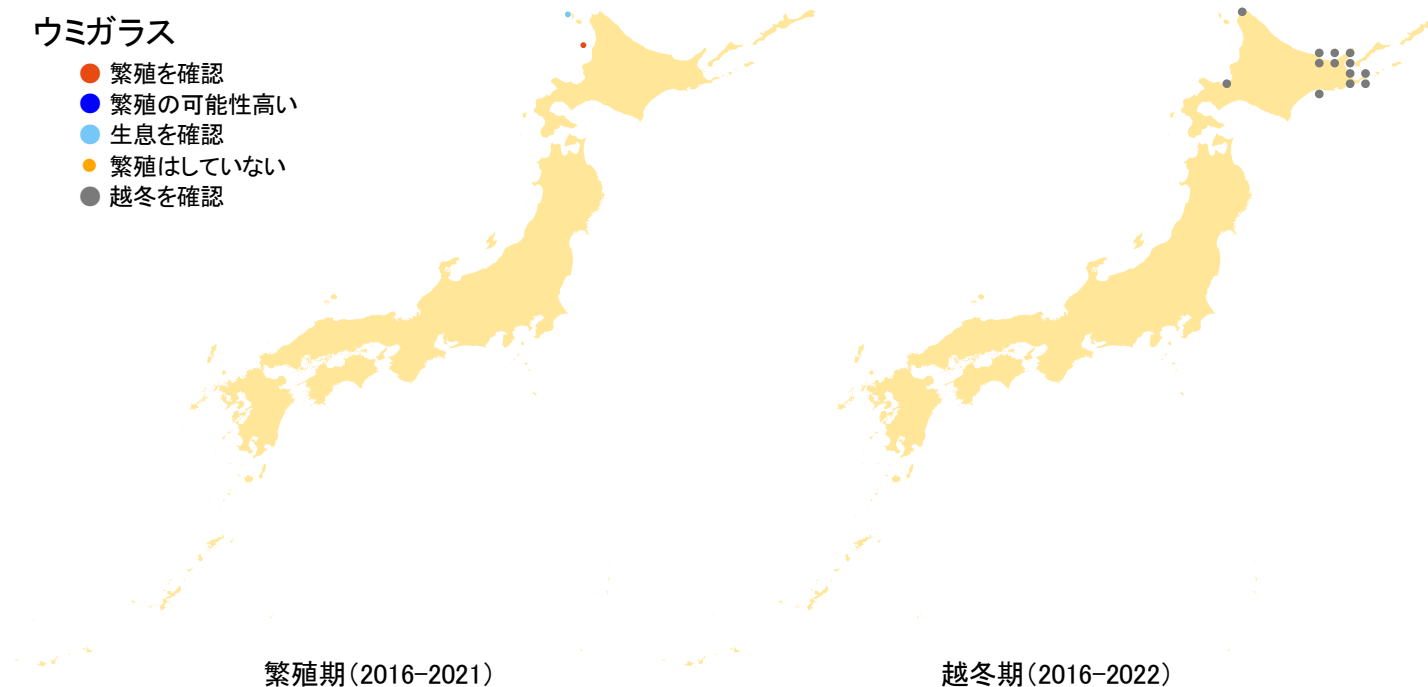 ウミガラス
繁殖を確認
繁殖の可能性高い
生息を確認
繁殖はしていない
越冬を確認
繁殖期(2016-2021)
越冬期(2016-2022)